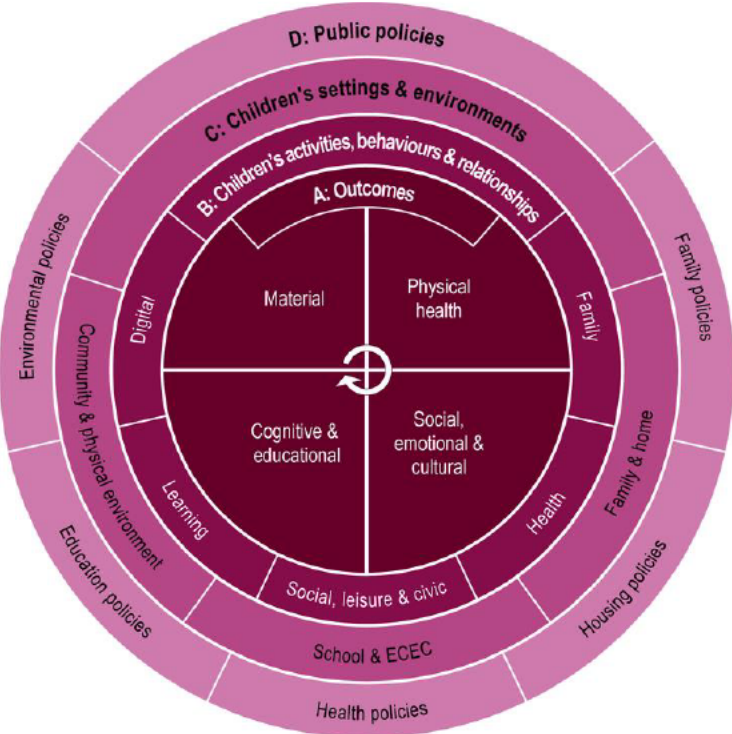 D: Public policies
C: Children's settings & environments
B: Children's activities, behaviours & relationships
A: Outcomes
Material
Physical
health
Cognitive &
educational
Social,
emotional &
cultural
Digital
Family
Learning
Health
Social, leisure & civic
Community & physical environment
Family & home
School & ECEC
Environmental policies
Family policies
Education policies
Housing policies
Health policies